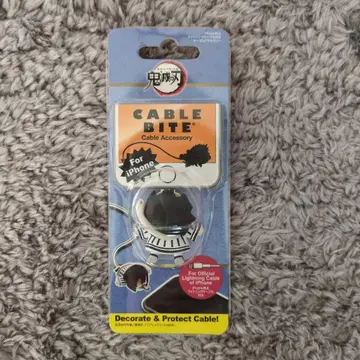 鬼滅の刃
CABLE
BITE
Cable Accessory
For
iPhone
For Official
Lightning Cable
of iPhone
Decorate & Protect Cable!